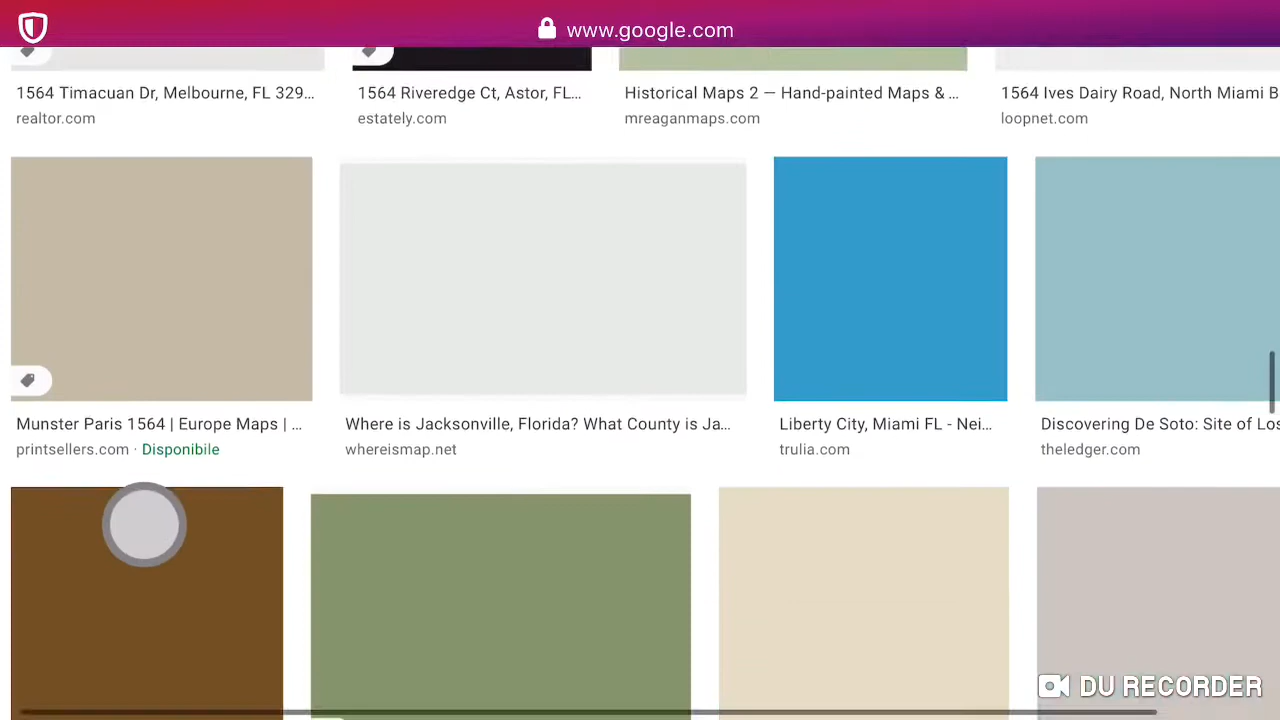 www.google.com
1564 Timacuan Dr, Melbourne, FL 329...
realtor.com
1564 Riveredge Ct, Astor, FL...
estately.com
Historical Maps 2 — Hand-painted Maps & ...
mreaganmaps.com
1564 Ives Dairy Road, North Miami B
loopnet.com
Munster Paris 1564 | Europe Maps | ...
printsellers.com · Disponibile
Where is Jacksonville, Florida? What County is Ja...
whereismap.net
Liberty City, Miami FL - Nei...
trulia.com
Discovering De Soto: Site of Los
theledger.com
DU RECORDER